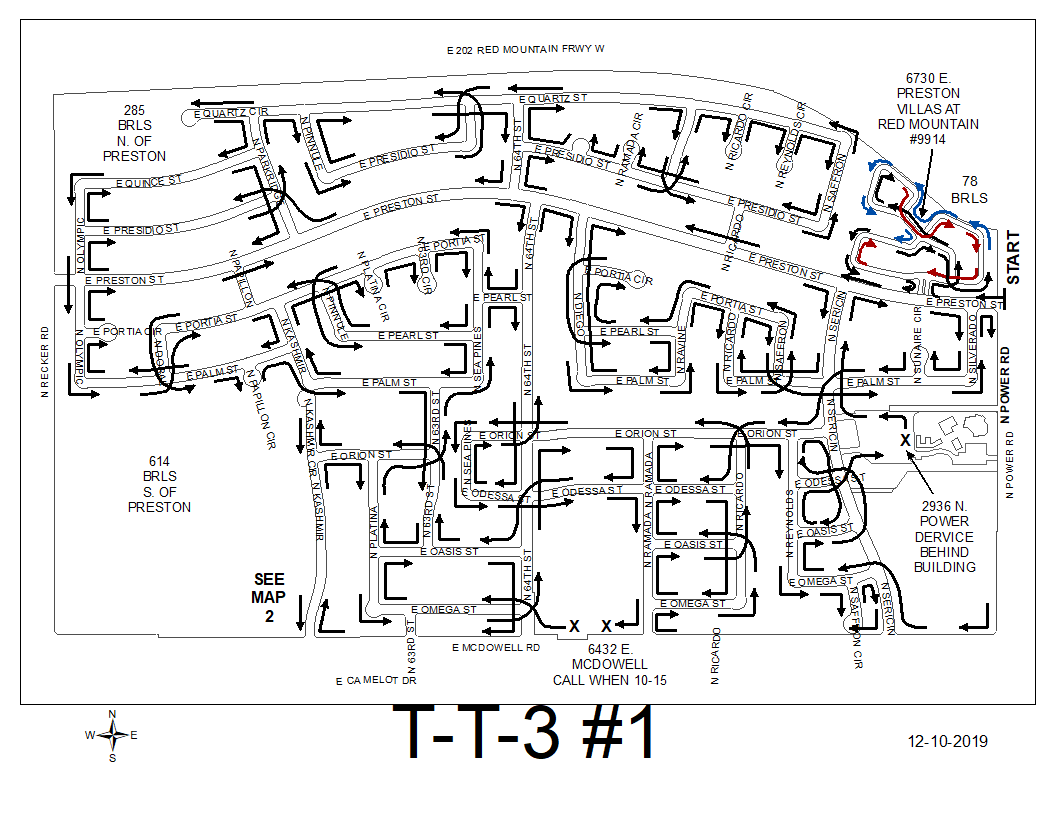 E 202 RED MOUNTAIN FRWY W
6730 E.
PRESTON
VILLAS AT
RED MOUNTAIN
#9914
285
BRLS
N. OF
PRESTON
E QUARTZ CIR
E QUARTZ ST
N PINNULE
N PARKRIDGE
N 64TH ST
E PRESIDIO ST
E PRESIDIO ST
N RAMADA CIR
N RICARDO CIR
N REYNOLDS CIR
N SAFFRON
78
BRLS
E QUINCE ST
E PRESIDIO ST
E PRESTON ST
E PRESIDIO ST
N OLYMPIC
N RICARDO
START
E PRESTON ST
E PRESTON ST
E PRESTON ST
N PAPILLON
N PLATINA CIR
N 63RD CIR
E PORTIA ST
N 64TH ST
E PORTIA CIR
E PEARL ST
N PINNULE
N DIEGO
E PORTIA ST
N SERICIN
N SINAIRE CIR
N SILVERADO
E PORTIA CIR
E PORTIA ST
N KASHMIR
E PEARL ST
N SEA PINES
E PEARL ST
N RAVINE
N RICARDO
N SAFFRON
N RECKER RD
N OLYMPIC
N DORAL
E PALM ST
N PAPILLON CIR
E PALM ST
N 64TH ST
E PALM ST
E PALM ST
E PALM ST
N POWER RD
N KASHMIR CIR
N 63RD ST
N SEA PINES
E ORION ST
E ORION ST
E ORION ST
N SERICIN
X
N POWER RD
614
BRLS
S. OF
PRESTON
E ORION ST
N KASHMIR
N PLATINA
N 63RD ST
E ODESSA ST
E ODESSA ST
N RAMADA
N RAMADA
E ODESSA ST
N RICARDO
N REYNOLDS
E ODESSA ST
2936 N.
POWER
DERVICE
BEHIND
BUILDING
E OASIS ST
E OASIS ST
E OASIS ST
N 64TH ST
E OMEGA ST
E OMEGA ST
E OMEGA ST
N SAFFRON CIR
N SERICIN
SEE
MAP
2
X X
N 63RD ST
E MCDOWELL RD
N RICARDO
6432 E.
MCDOWELL
CALL WHEN 10-15
E CAMELOT DR
N
W E
S
T-T-3 #1
12-10-2019